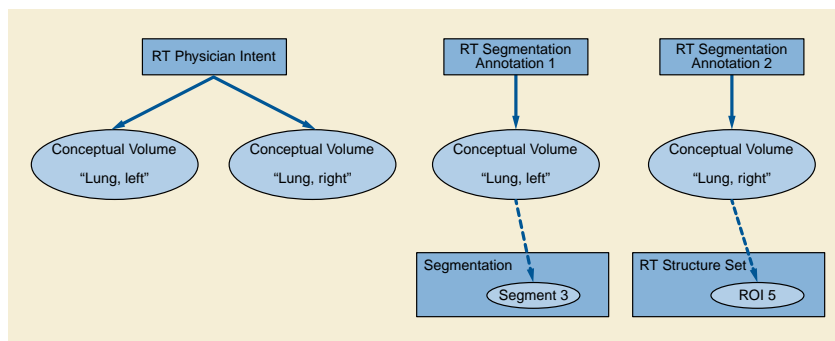 RT Physician Intent
RT Segmentation
Annotation 1
RT Segmentation
Annotation 2
Conceptual Volume
“Lung, left”
Conceptual Volume
“Lung, right”
Conceptual Volume
“Lung, left”
Conceptual Volume
“Lung, right”
Segmentation
Segment 3
RT Structure Set
ROI 5